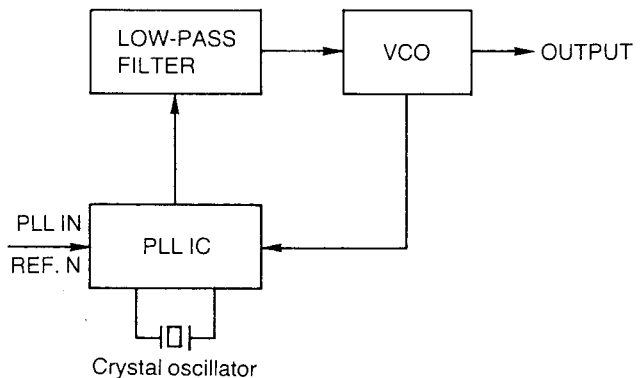 LOW-PASS
FILTER
VCO
OUTPUT
PLL IN
REF. N
PLL IC
Crystal oscillator